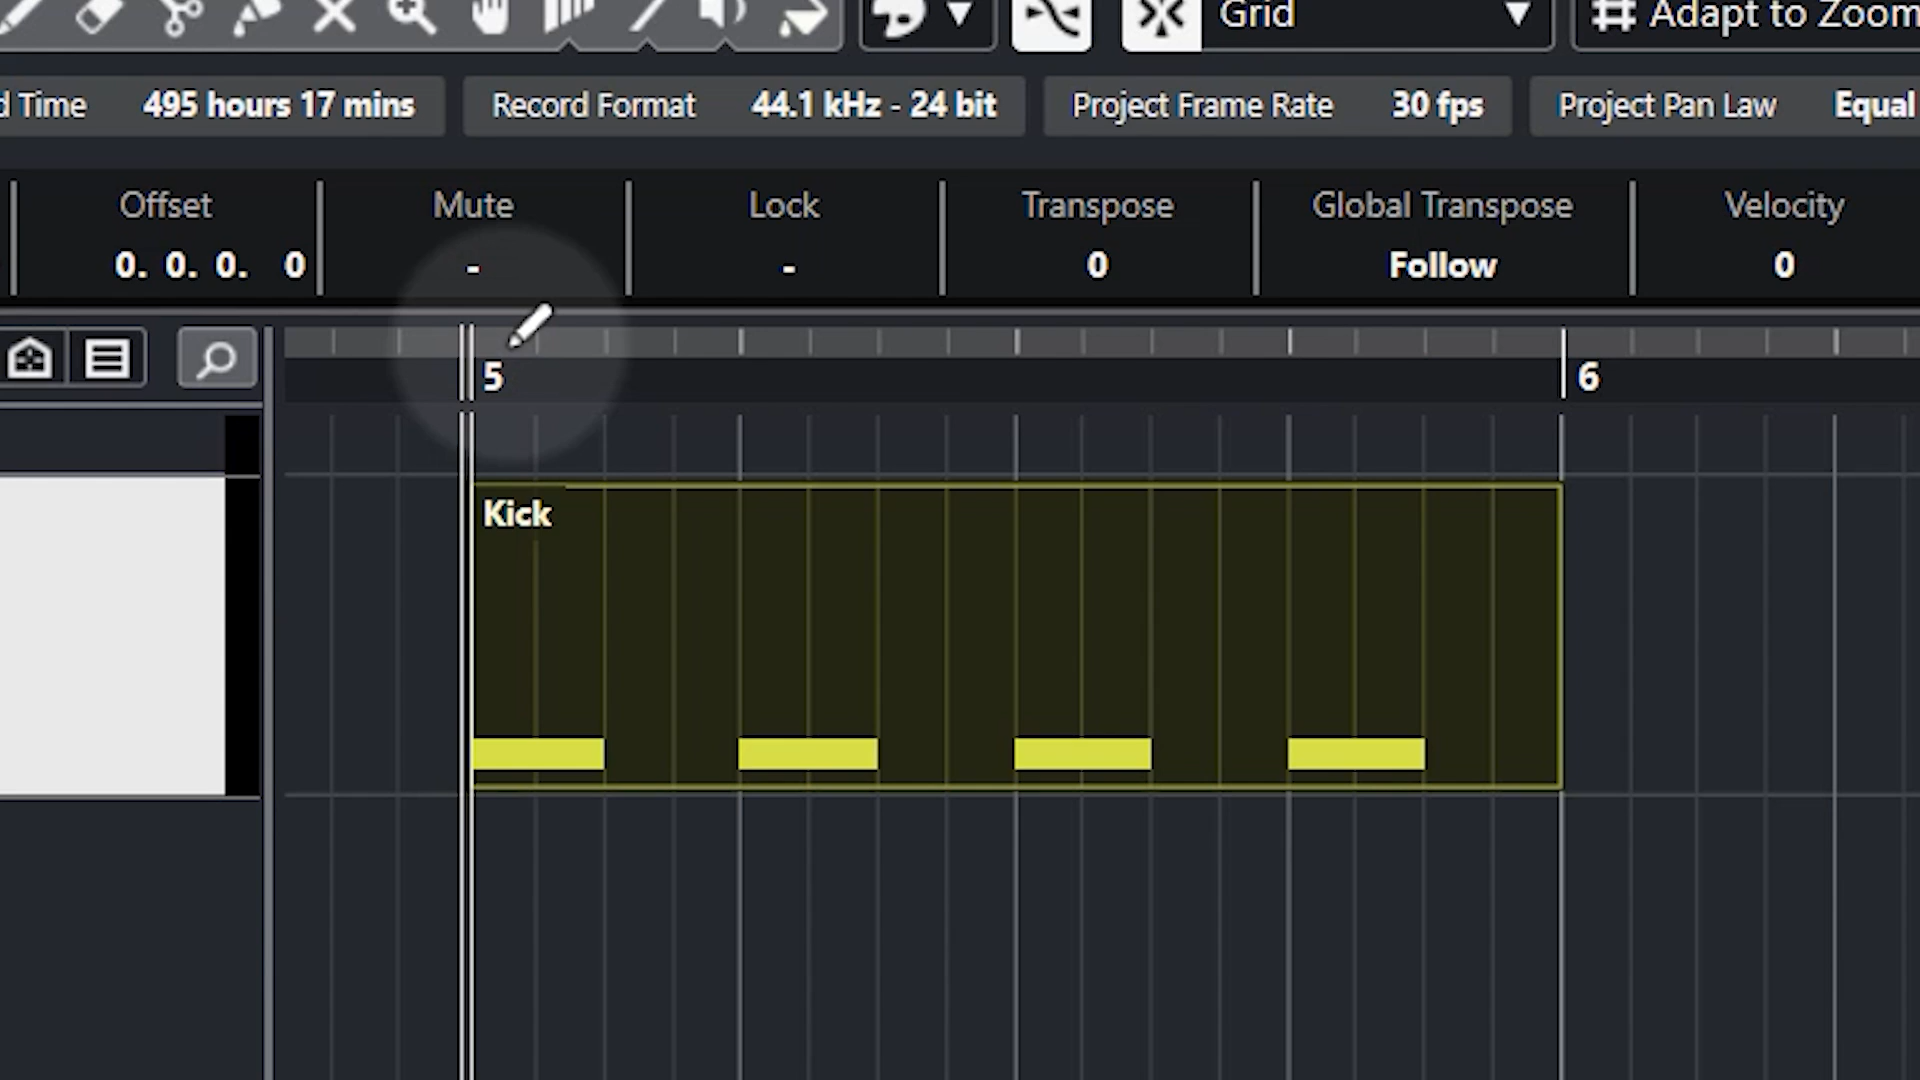 Grid
Adapt to Zoom
d Time 495 hours 17 mins
Record Format 44.1 kHz - 24 bit
Project Frame Rate 30 fps
Project Pan Law Equal
Offset
Mute
Lock
Transpose
Global Transpose
Velocity
0. 0. 0. 0
-
-
0
Follow
0
5
6
Kick